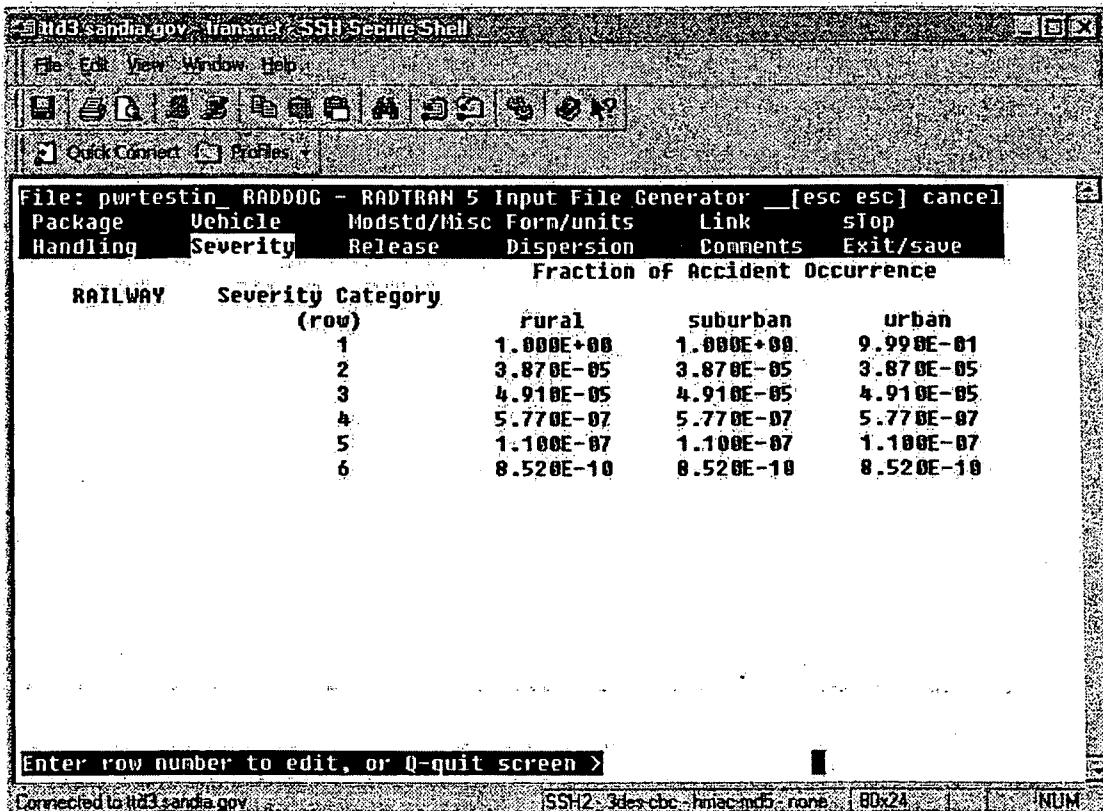 ttd3.sandia.gov - Transnet - SSH Secure Shell
File Edit View Window Help
Quick Connect Profiles
File: pwrtestin_ RADDOG - RADTRAN 5 Input File Generator __[esc esc] cancel
Package Vehicle Modstd/Misc Form/units Link sTop
Handling Severity Release Dispersion Comments Exit/save
Fraction of Accident Occurrence
RAILWAY Severity Category
(row) rural suburban urban
1 1.000E+00 1.000E+00 9.990E-01
2 3.870E-05 3.870E-05 3.870E-05
3 4.910E-05 4.910E-05 4.910E-05
4 5.770E-07 5.770E-07 5.770E-07
5 1.100E-07 1.100E-07 1.100E-07
6 8.520E-10 8.520E-10 8.520E-10
Enter row number to edit, or Q-quit screen >
Connected to ttd3.sandia.gov SSH2 - 3des-cbc - hmac-md5 - none 80x24 NUM